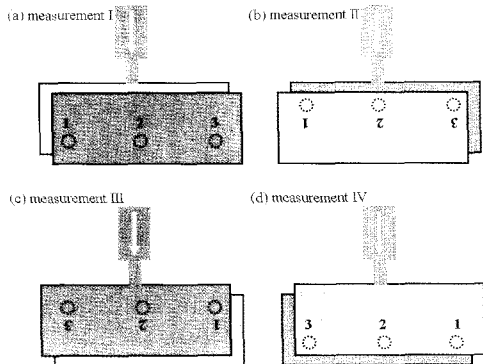 (a) measurement I
(b) measurement II
1 2 3
1 2 3
(c) measurement III
(d) measurement IV
3 2 1
3 2 1